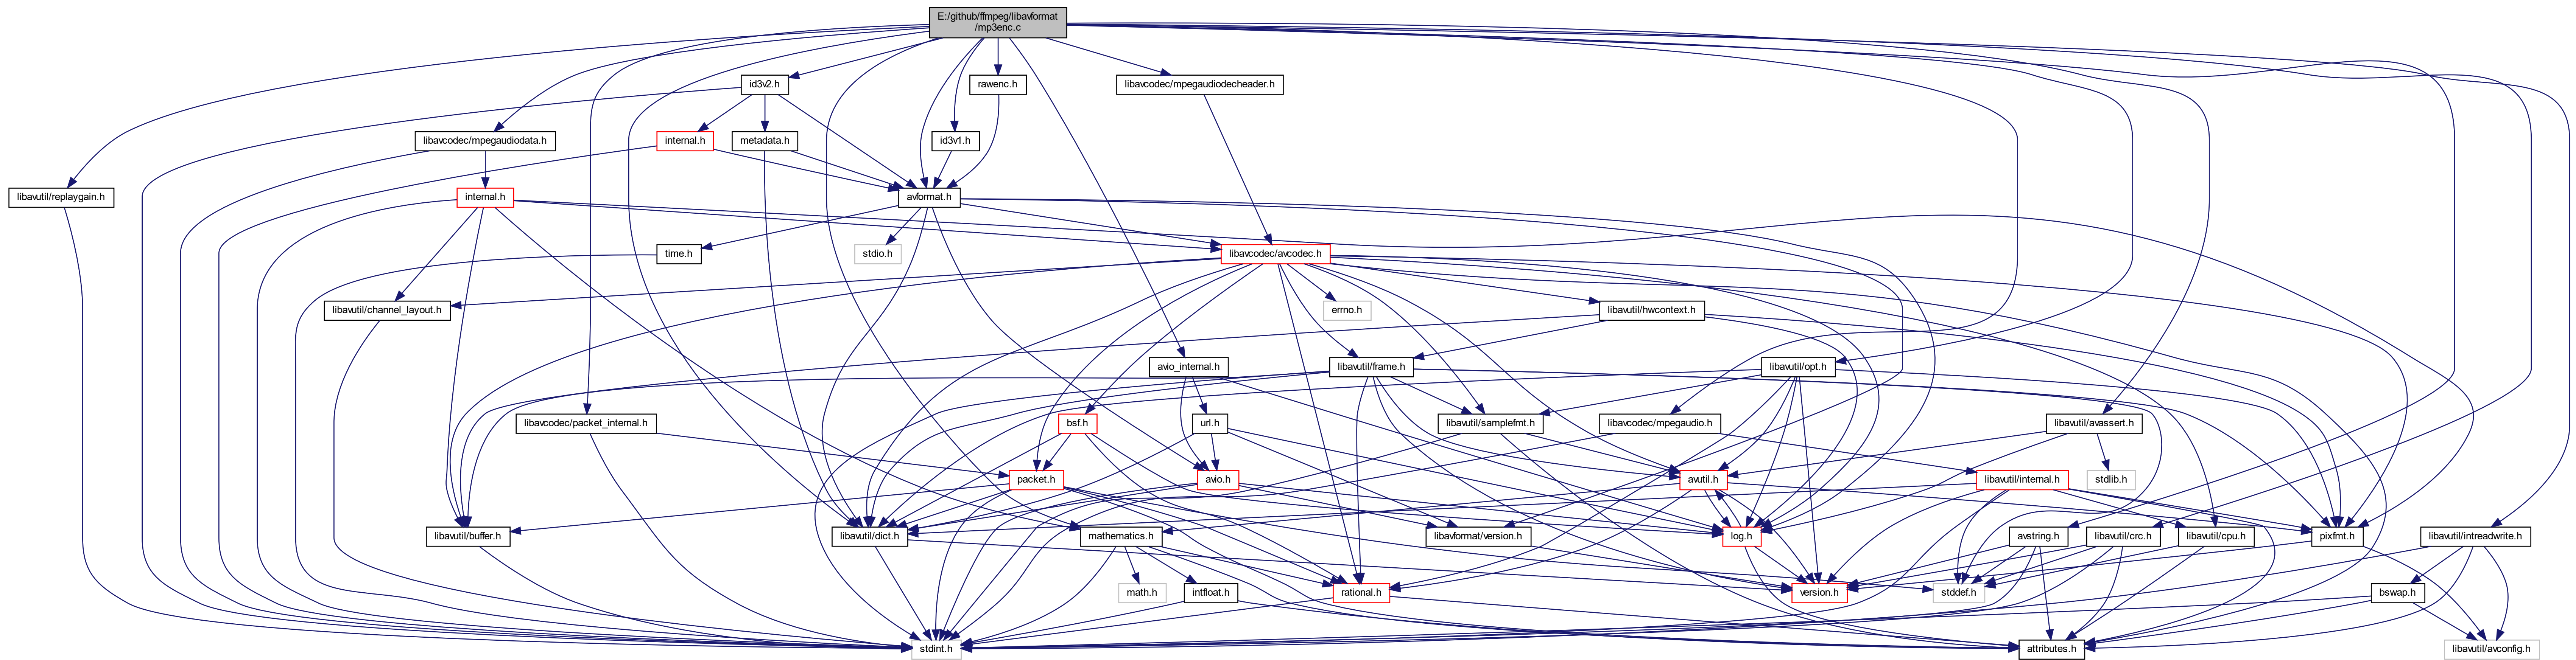 E:/github/ffmpeg/libavformat
/mp3enc.c
id3v2.h
rawenc.h
libavcodec/mpegaudiodecheader.h
libavcodec/mpegaudiodata.h
internal.h
metadata.h
id3v1.h
libavutil/replaygain.h
internal.h
avformat.h
time.h
stdio.h
libavcodec/avcodec.h
libavutil/channel_layout.h
errno.h
libavutil/hwcontext.h
avio_internal.h
libavutil/frame.h
libavutil/opt.h
libavcodec/packet_internal.h
bsf.h
url.h
libavutil/samplefmt.h
libavcodec/mpegaudio.h
libavutil/avassert.h
packet.h
avio.h
avutil.h
libavutil/internal.h
stdlib.h
libavutil/buffer.h
libavutil/dict.h
mathematics.h
libavformat/version.h
log.h
avstring.h
libavutil/crc.h
libavutil/cpu.h
pixfmt.h
libavutil/intreadwrite.h
math.h
intfloat.h
rational.h
version.h
stddef.h
bswap.h
stdint.h
attributes.h
libavutil/avconfig.h